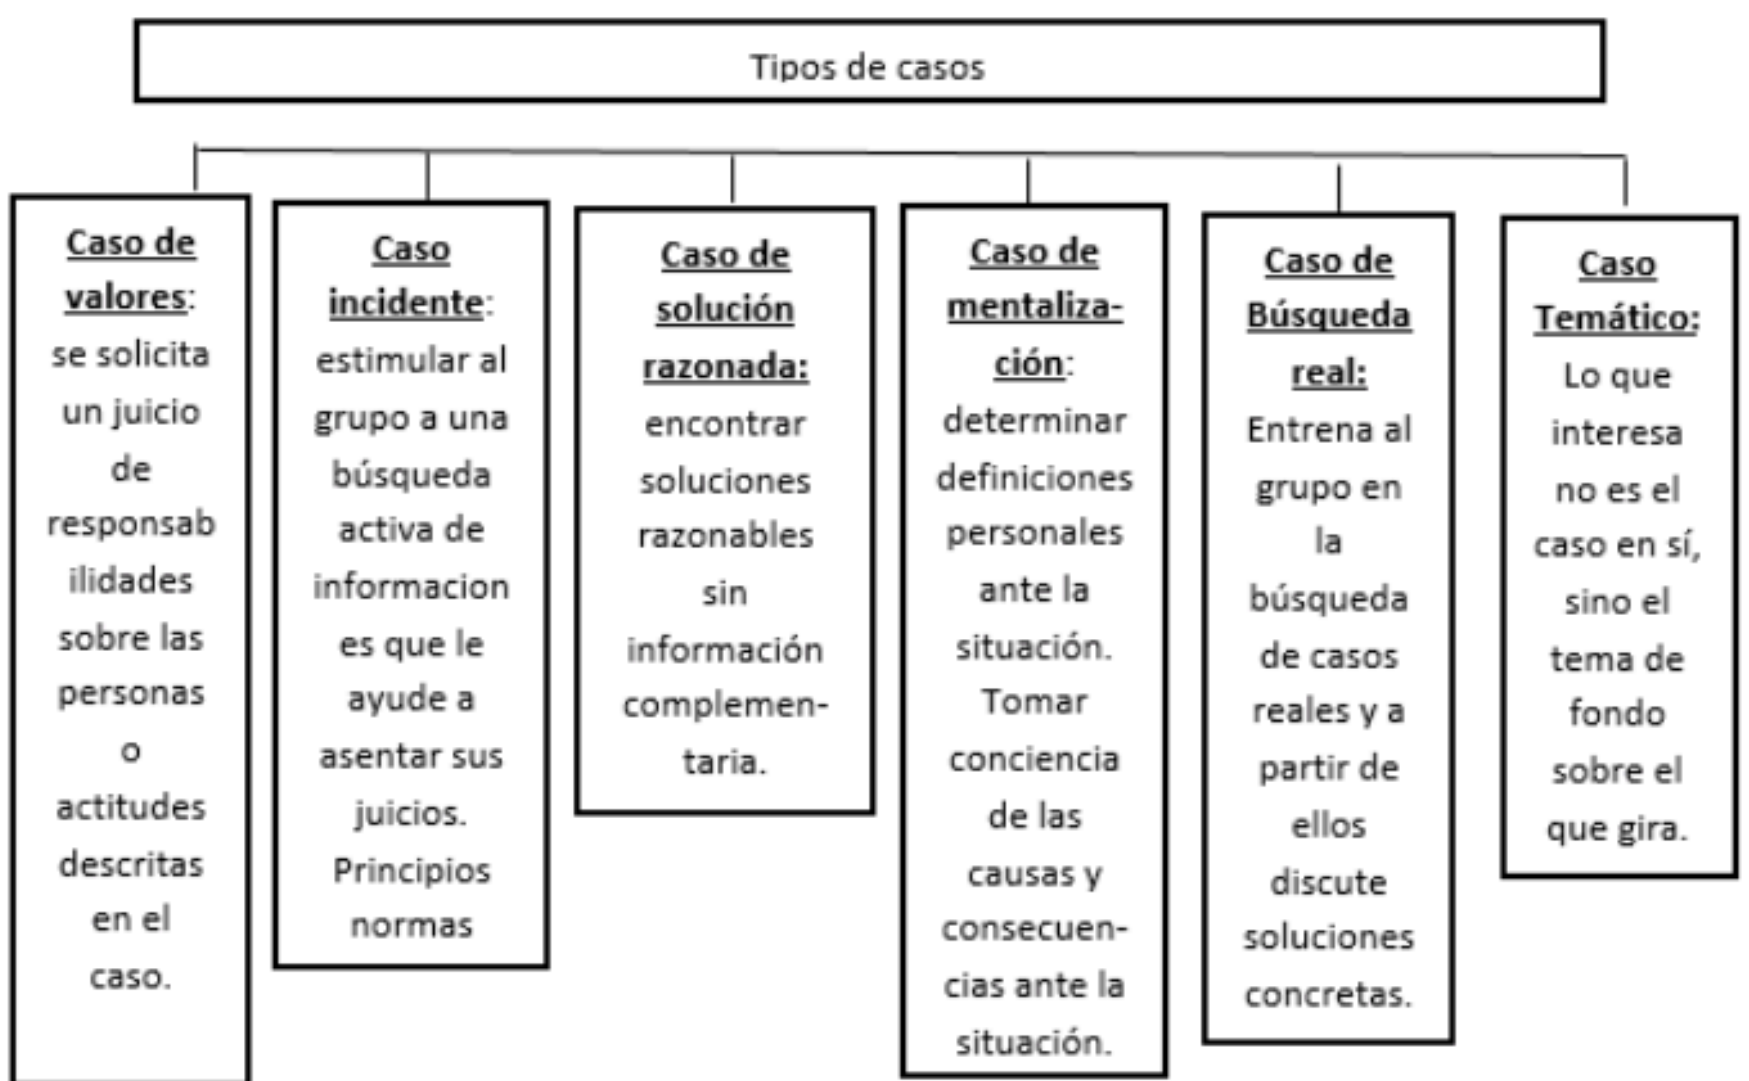 Tipos de casos
Caso de
valores:
se solicita
un juicio
de
responsab
ilidades
sobre las
personas
o
actitudes
descritas
en el
caso.
Caso
incidente:
estimular al
grupo a una
búsqueda
activa de
informacion
es que le
ayude a
asentar sus
juicios.
Principios
normas
Caso de
solución
razonada:
encontrar
soluciones
razonables
sin
información
complemen-
taria.
Caso de
mentaliza-
ción:
determinar
definiciones
personales
ante la
situación.
Tomar
conciencia
de las
causas y
consecuen-
cias ante la
situación.
Caso de
Búsqueda
real:
Entrena al
grupo en
la
búsqueda
de casos
reales y a
partir de
ellos
discute
soluciones
concretas.
Caso
Temático:
Lo que
interesa
no es el
caso en sí,
sino el
tema de
fondo
sobre el
que gira.